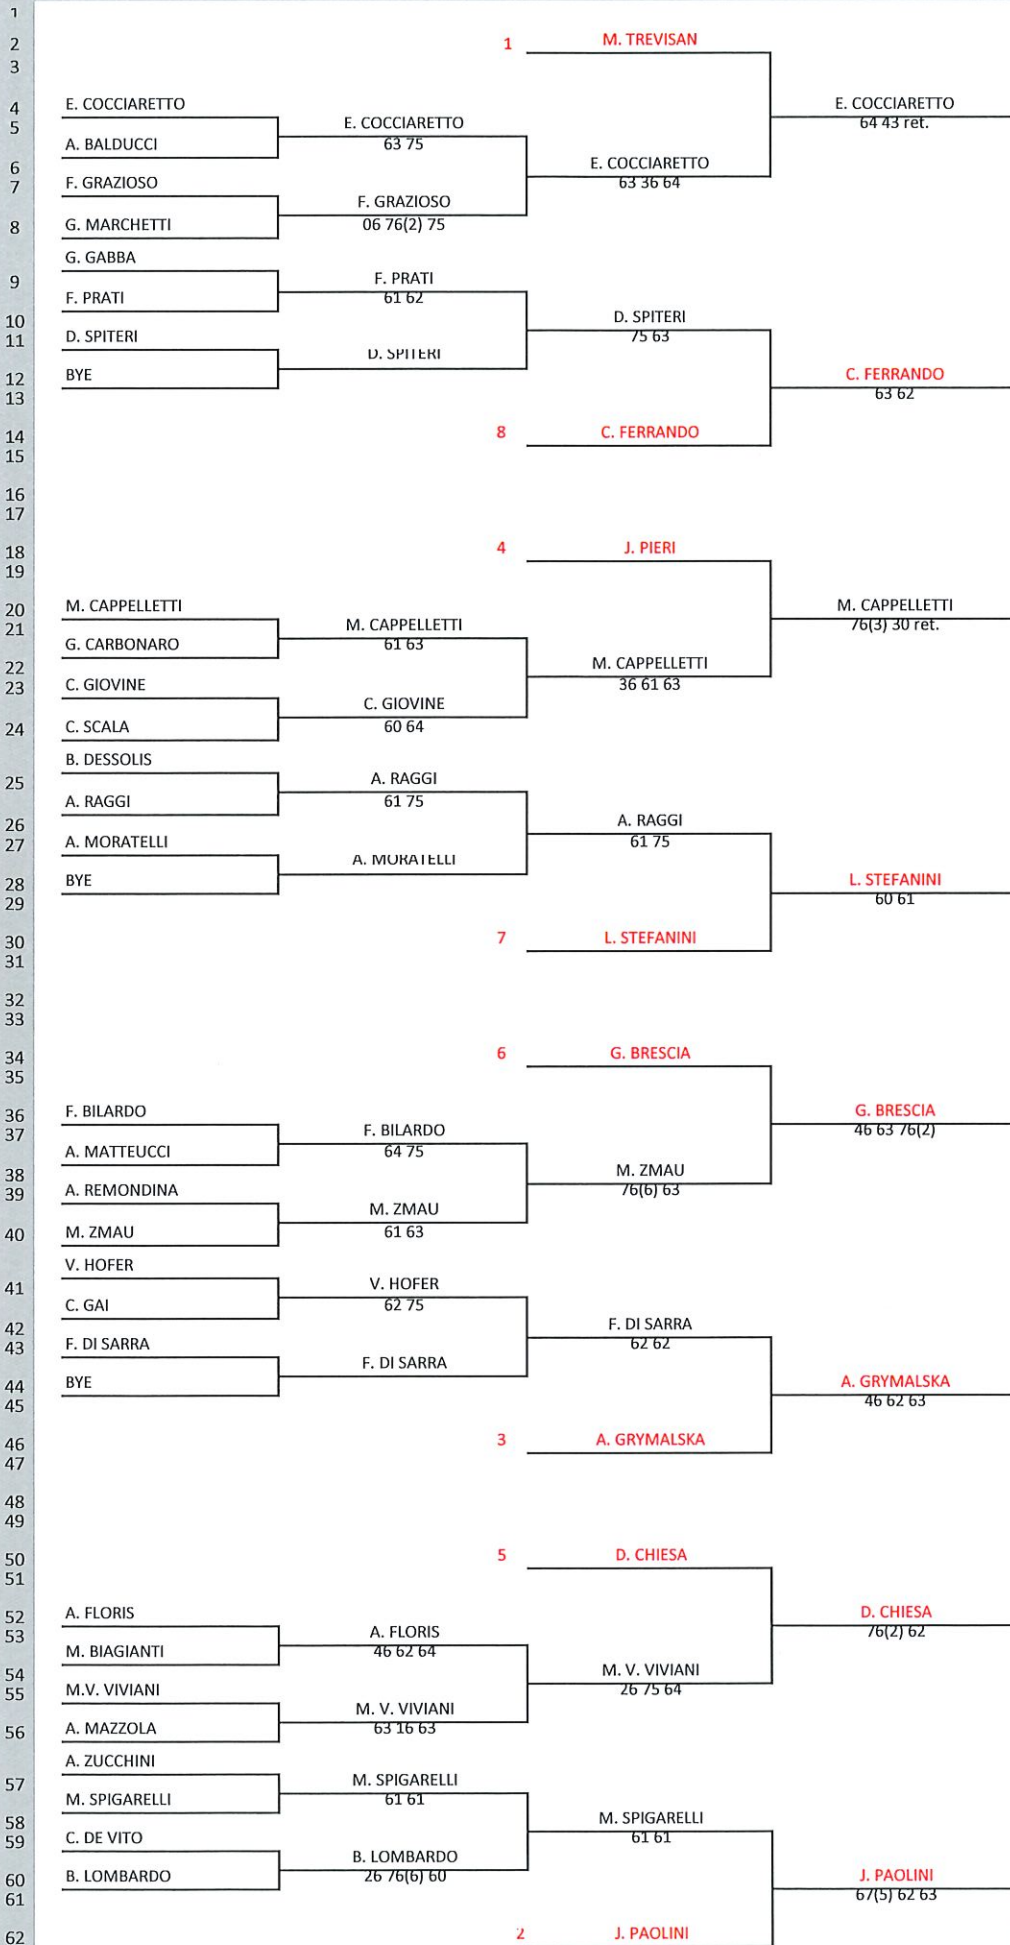 1
2
1 M. TREVISAN
3
4
E. COCCIARETTO
E. COCCIARETTO
5
E. COCCIARETTO
64 43 ret.
A. BALDUCCI
63 75
6
E. COCCIARETTO
7
F. GRAZIOSO
63 36 64
F. GRAZIOSO
8
G. MARCHETTI
06 76(2) 75
G. GABBA
9
F. PRATI
F. PRATI
61 62
10
D. SPITERI
11
D. SPITERI
75 63
D. SPITERI
12
BYE
C. FERRANDO
13
63 62
14
8 C. FERRANDO
15
16
17
18
4 J. PIERI
19
20
M. CAPPELLETTI
M. CAPPELLETTI
21
M. CAPPELLETTI
76(3) 30 ret.
G. CARBONARO
61 63
22
M. CAPPELLETTI
23
C. GIOVINE
36 61 63
C. GIOVINE
24
C. SCALA
60 64
B. DESSOLIS
25
A. RAGGI
A. RAGGI
61 75
26
A. RAGGI
27
A. MORATELLI
61 75
A. MORATELLI
28
BYE
L. STEFANINI
29
60 61
30
7 L. STEFANINI
31
32
33
34
6 G. BRESCIA
35
36
F. BILARDO
G. BRESCIA
37
F. BILARDO
46 63 76(2)
A. MATTEUCCI
64 75
38
M. ZMAU
39
A. REMONDINA
76(6) 63
M. ZMAU
40
M. ZMAU
61 63
V. HOFER
41
V. HOFER
C. GAI
62 75
42
F. DI SARRA
43
F. DI SARRA
62 62
F. DI SARRA
44
BYE
A. GRYMALSKA
45
46 62 63
46
3 A. GRYMALSKA
47
48
49
50
5 D. CHIESA
51
52
A. FLORIS
D. CHIESA
53
A. FLORIS
76(2) 62
M. BIAGIANTI
46 62 64
54
M. V. VIVIANI
55
M.V. VIVIANI
26 75 64
M. V. VIVIANI
56
A. MAZZOLA
63 16 63
A. ZUCCHINI
57
M. SPIGARELLI
M. SPIGARELLI
61 61
58
M. SPIGARELLI
59
C. DE VITO
61 61
B. LOMBARDO
60
B. LOMBARDO
26 76(6) 60
J. PAOLINI
61
67(5) 62 63
62
2 J. PAOLINI